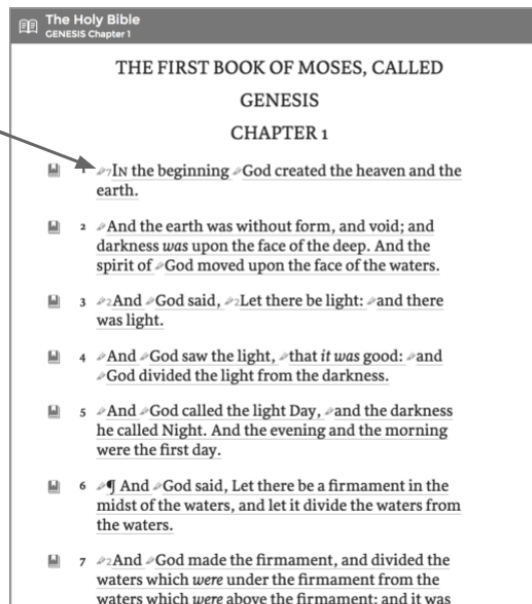 The Holy Bible
GENESIS Chapter 1
THE FIRST BOOK OF MOSES, CALLED
GENESIS
CHAPTER 1
1 7IN the beginning God created the heaven and the
earth.
2 And the earth was without form, and void; and
darkness was upon the face of the deep. And the
spirit of God moved upon the face of the waters.
3 2And God said, 2Let there be light: and there
was light.
4 And God saw the light, that it was good: and
God divided the light from the darkness.
5 And God called the light Day, and the darkness
he called Night. And the evening and the morning
were the first day.
6 ¶ And God said, Let there be a firmament in the
midst of the waters, and let it divide the waters from
the waters.
7 2And God made the firmament, and divided the
waters which were under the firmament from the
waters which were above the firmament: and it was